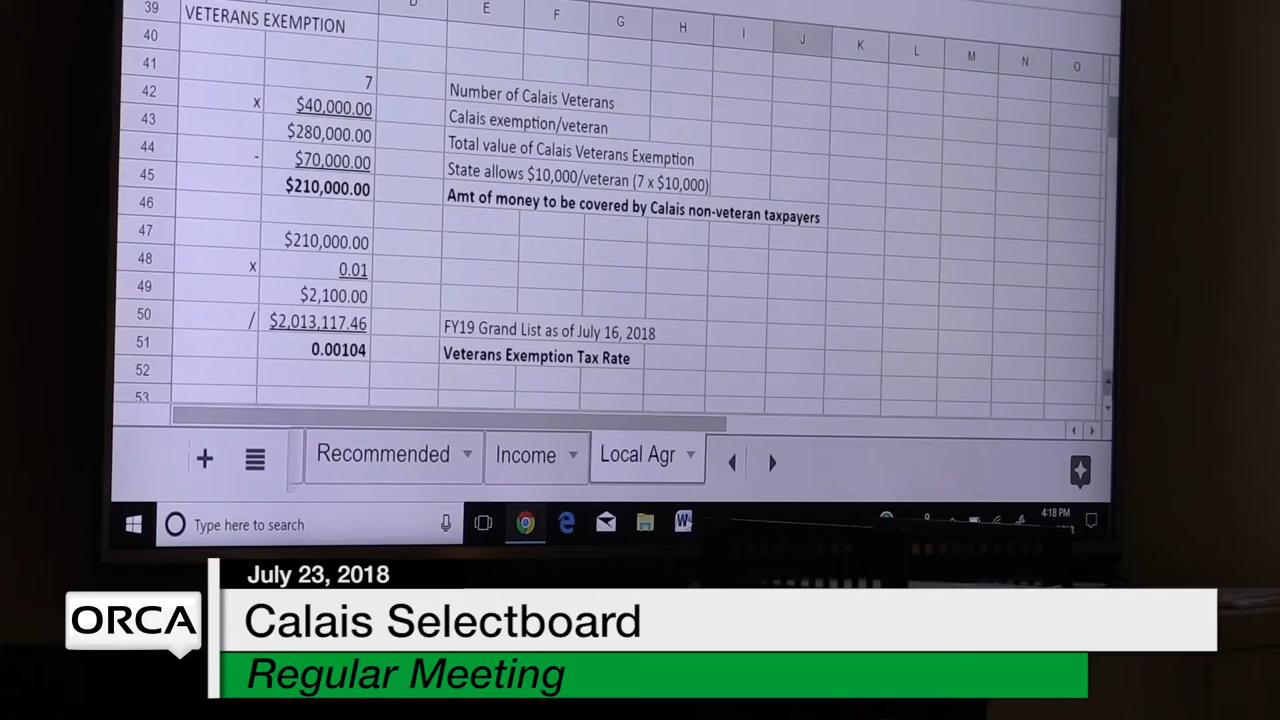 D E F G H I J K L M N O
39 VETERANS EXEMPTION
40
41
7 Number of Calais Veterans
42 x $40,000.00 Calais exemption/veteran
43 $280,000.00 Total value of Calais Veterans Exemption
44 - $70,000.00 State allows $10,000/veteran (7 x $10,000)
45 $210,000.00 Amt of money to be covered by Calais non-veteran taxpayers
46
47 $210,000.00
48 x 0.01
49 $2,100.00
50 / $2,013,117.46 FY19 Grand List as of July 16, 2018
51 0.00104 Veterans Exemption Tax Rate
52
53
+ Recommended Income Local Agr
Type here to search
4:18 PM
July 23, 2018
ORCA
Calais Selectboard
Regular Meeting